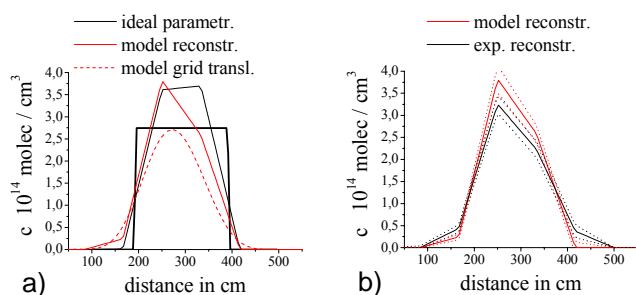 ideal parametr.
model reconstr.
model grid transl.
c 10^14 molec / cm^3
4,0
3,5
3,0
2,5
2,0
1,5
1,0
0,5
0,0
100 200 300 400 500
distance in cm
a)
model reconstr.
exp. reconstr.
c 10^14 molec / cm^3
4,0
3,5
3,0
2,5
2,0
1,5
1,0
0,5
0,0
100 200 300 400 500
distance in cm
b)